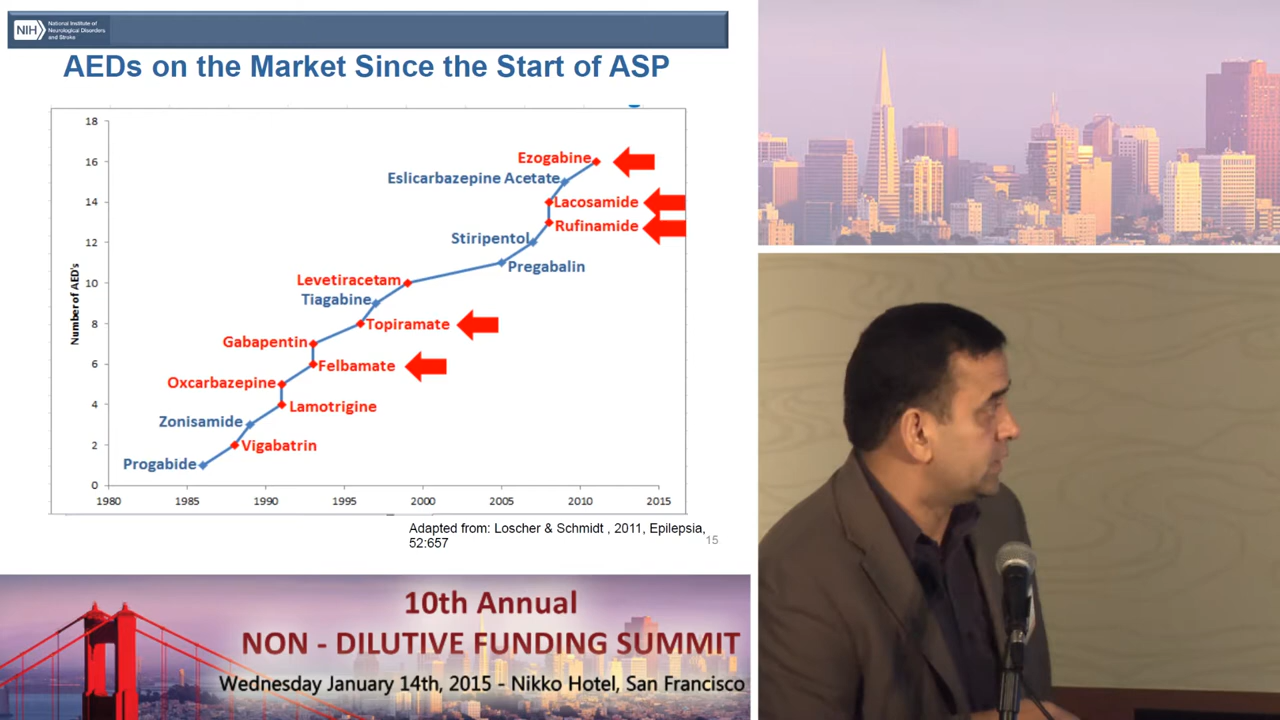 NIH
National Institute of
Neurological Disorders
and Stroke
AEDs on the Market Since the Start of ASP
Number of AED's
18
16
14
12
10
8
6
4
2
0
1980
1985
1990
1995
2000
2005
2010
2015
Ezogabine
Eslicarbazepine Acetate
Lacosamide
Rufinamide
Stiripentol
Pregabalin
Levetiracetam
Tiagabine
Topiramate
Gabapentin
Felbamate
Oxcarbazepine
Lamotrigine
Zonisamide
Vigabatrin
Progabide
Adapted from: Loscher & Schmidt , 2011, Epilepsia,
52:657
15
10th Annual
NON - DILUTIVE FUNDING SUMMIT
Wednesday January 14th, 2015 - Nikko Hotel, San Francisco